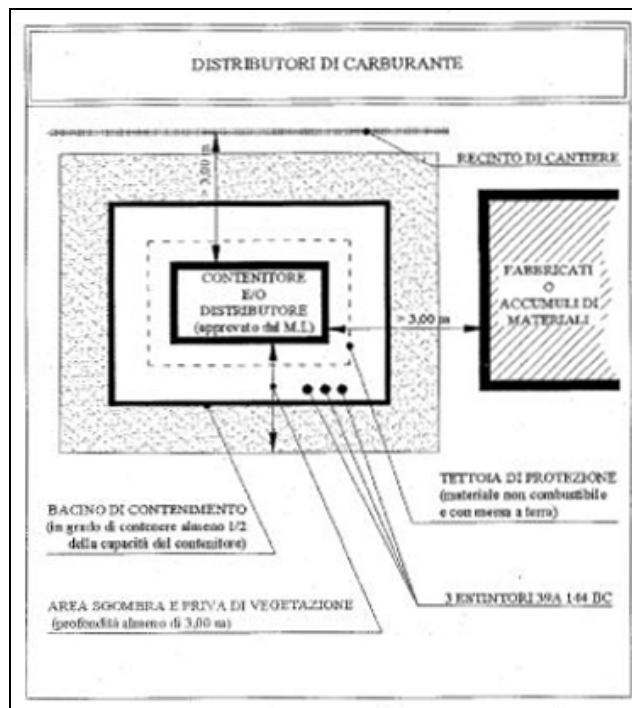 DISTRIBUTORI DI CARBURANTE
> 3,00 m
RECINTO DI CANTIERE
CONTENITORE
E/O
DISTRIBUTORE
(approvato dal M.I.)
> 3,00 m
FABBRICATI
O
ACCUMULI DI
MATERIALI
TETTOIA DI PROTEZIONE
(materiale non combustibile
e con messa a terra)
BACINO DI CONTENIMENTO
(in grado di contenere almeno 1/2
della capacità del contenitore)
3 ESTINTORI 39A 144 BC
AREA SGOMBRA E PRIVA DI VEGETAZIONE
(profondità almeno di 3,00 m)